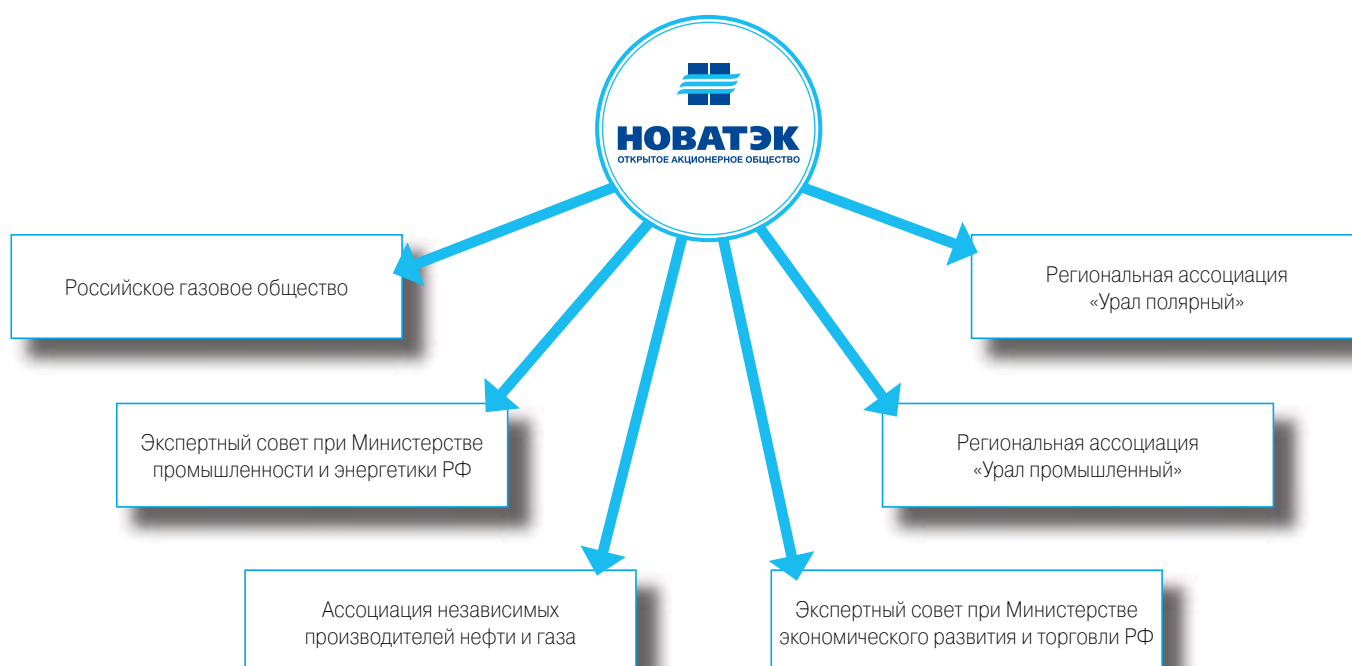 НОВАТЭК
ОТКРЫТОЕ АКЦИОНЕРНОЕ ОБЩЕСТВО
Российское газовое общество
Региональная ассоциация
«Урал полярный»
Экспертный совет при Министерстве
промышленности и энергетики РФ
Региональная ассоциация
«Урал промышленный»
Ассоциация независимых
производителей нефти и газа
Экспертный совет при Министерстве
экономического развития и торговли РФ